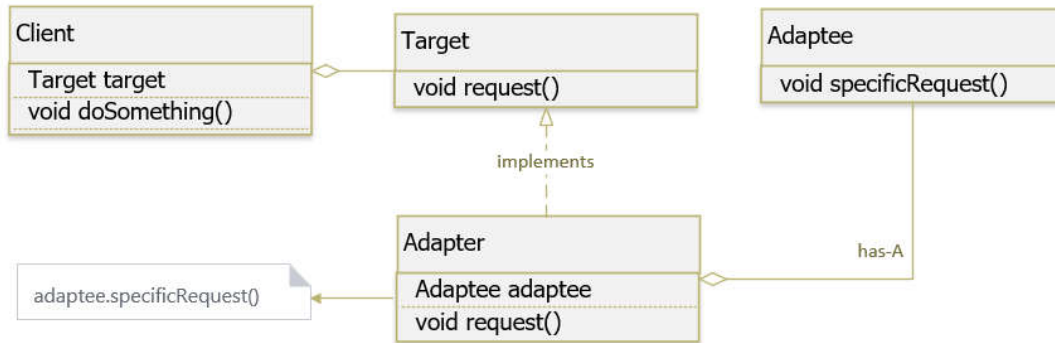 Client
Target target
void doSomething()
Target
void request()
Adaptee
void specificRequest()
implements
Adapter
Adaptee adaptee
void request()
has-A
adaptee.specificRequest()